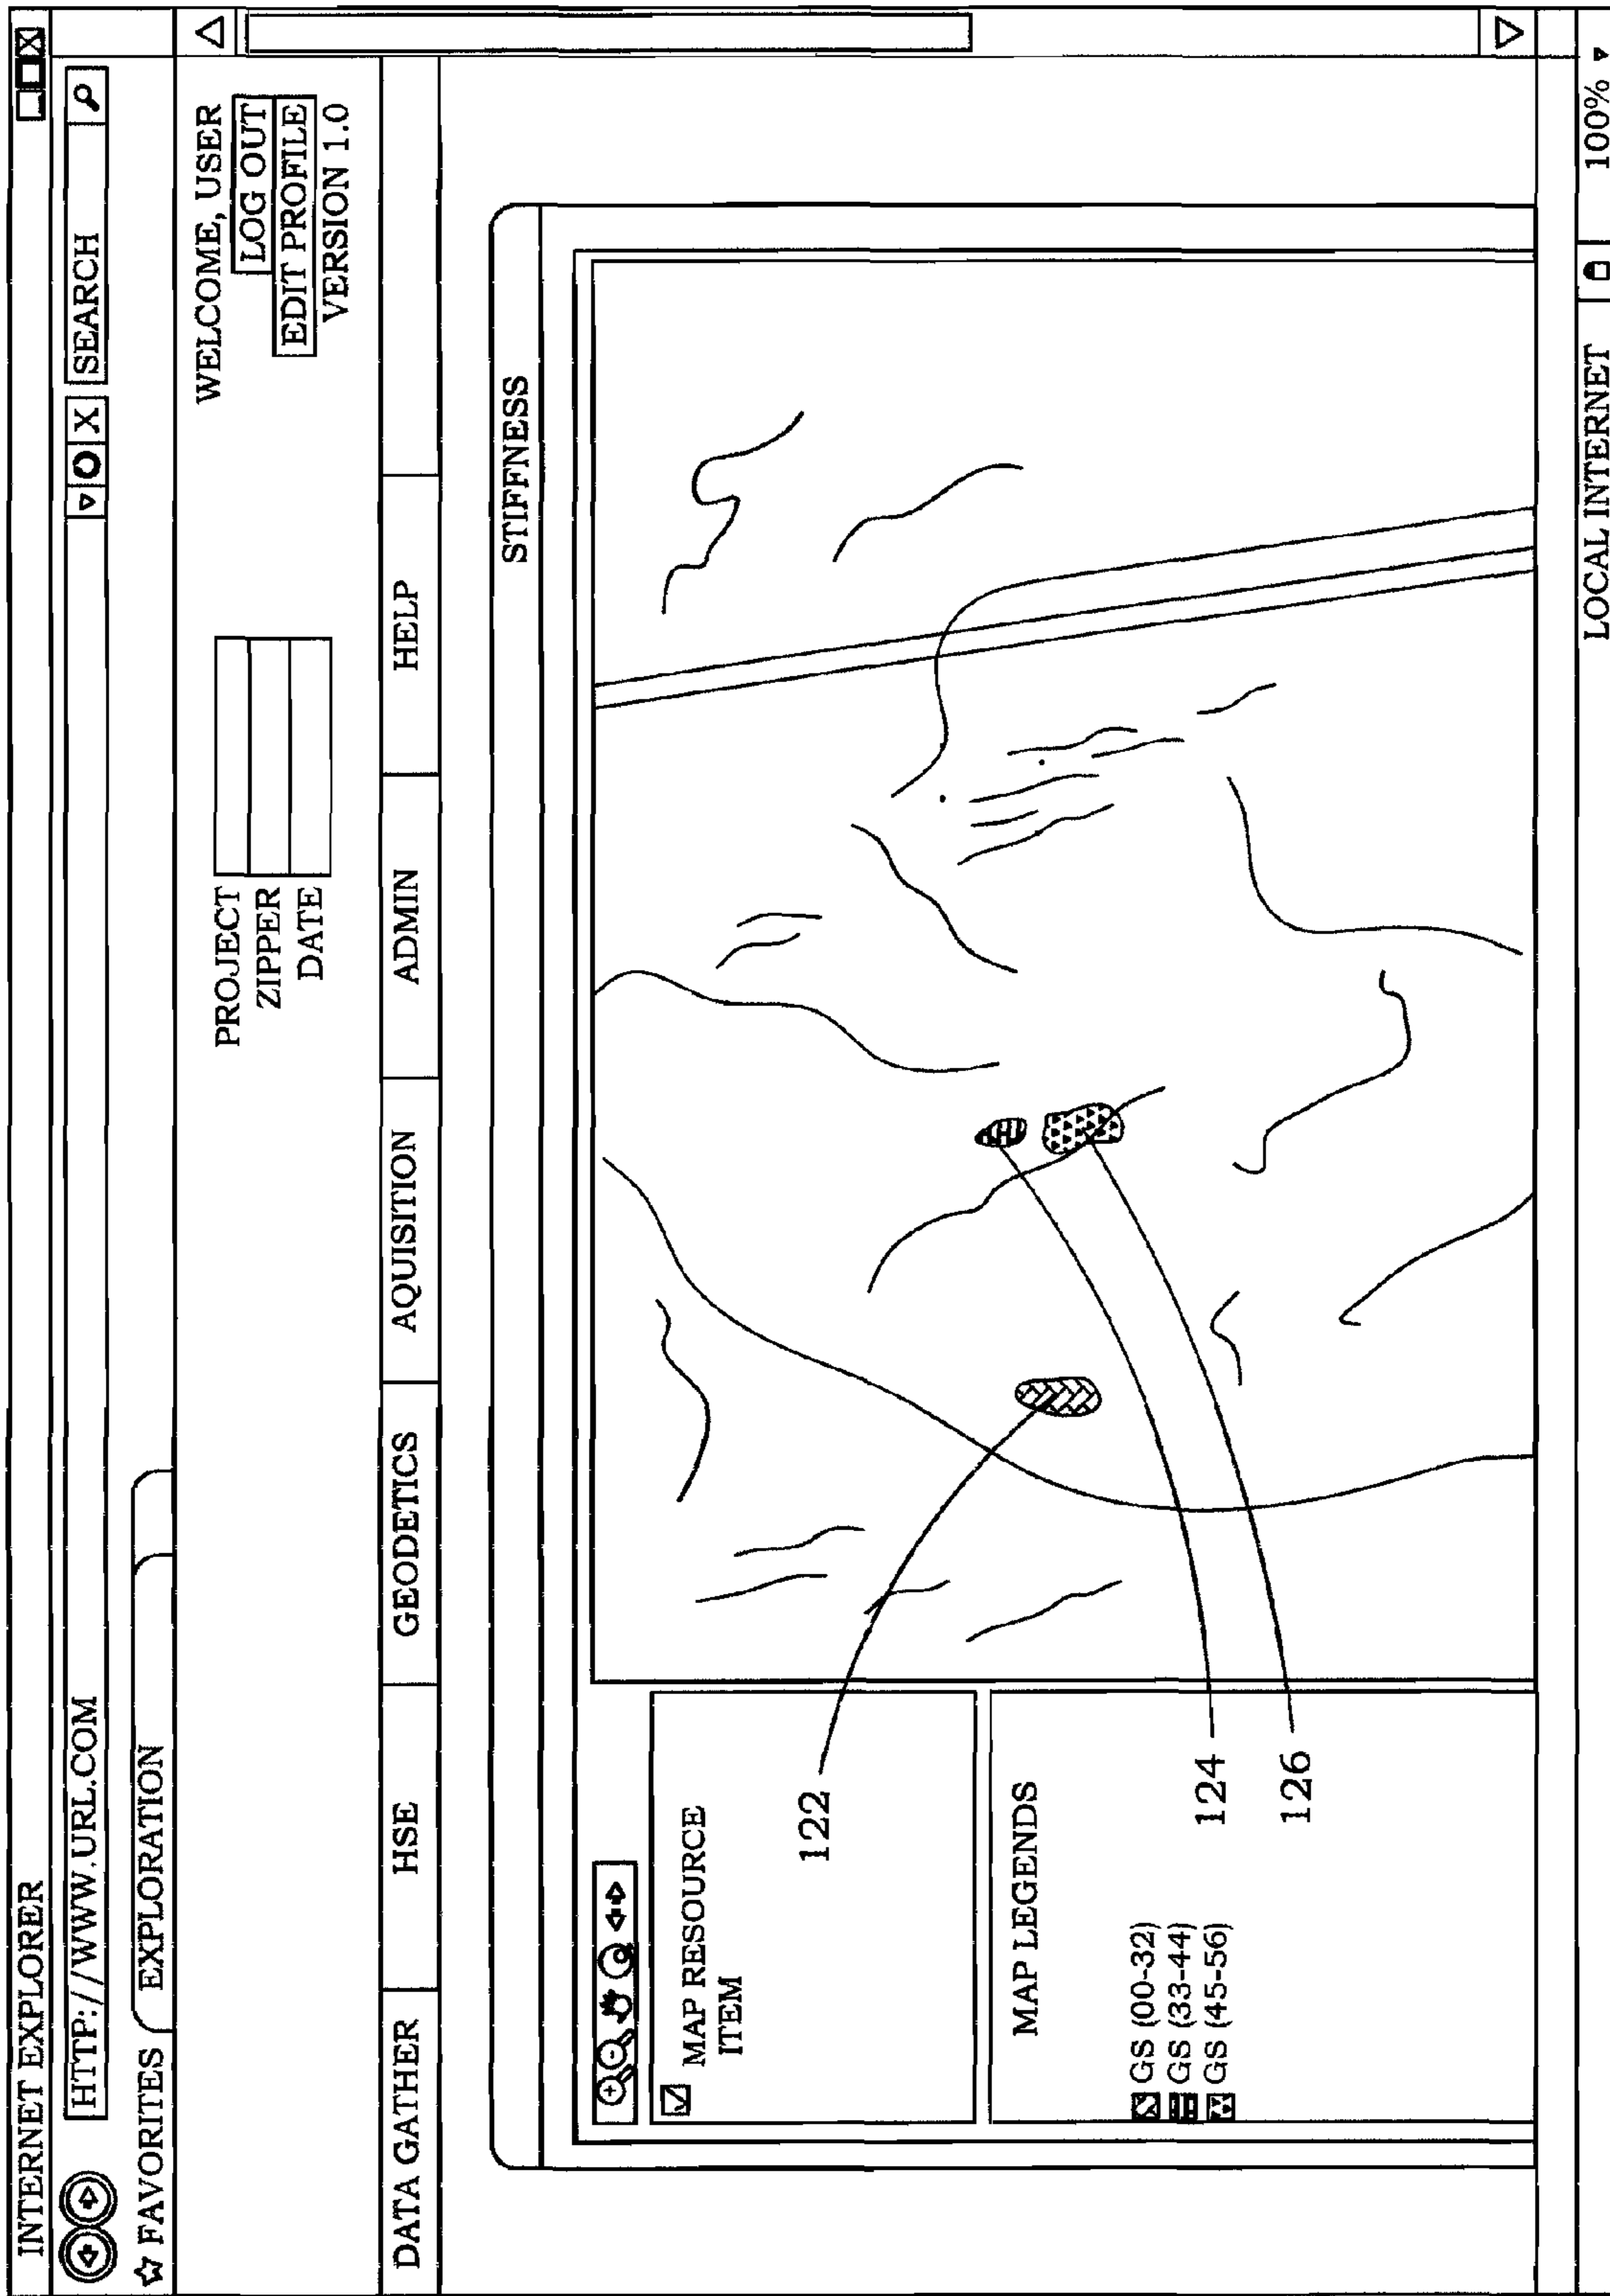 INTERNET EXPLORER
HTTP://WWW.URL.COM
X
SEARCH
FAVORITES
EXPLORATION
WELCOME, USER
LOG OUT
EDIT PROFILE
VERSION 1.0
PROJECT
ZIPPER
DATE
DATA GATHER
HSE
GEODETICS
AQUISITION
ADMIN
HELP
STIFFNESS
MAP RESOURCE
ITEM
122
MAP LEGENDS
GS (00-32)
GS (33-44)
GS (45-56)
124
126
LOCAL INTERNET
100%